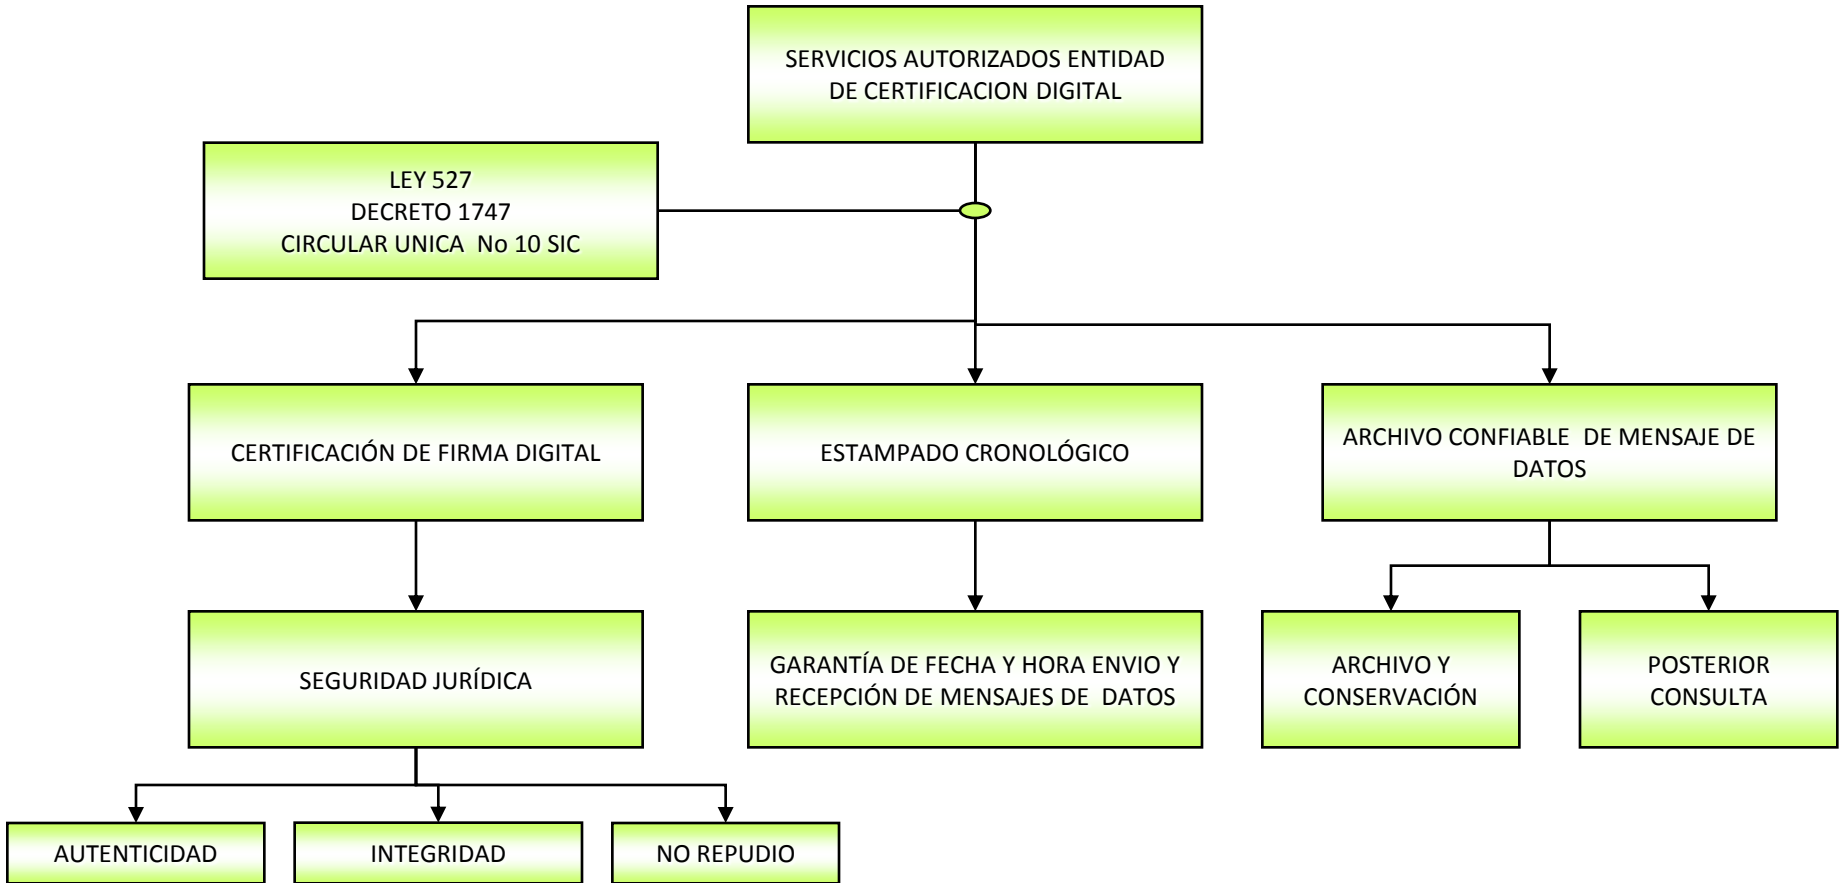 SERVICIOS AUTORIZADOS ENTIDAD
DE CERTIFICACION DIGITAL
LEY 527
DECRETO 1747
CIRCULAR UNICA  No 10 SIC
CERTIFICACIÓN DE FIRMA DIGITAL
ESTAMPADO CRONOLÓGICO
ARCHIVO CONFIABLE  DE MENSAJE DE
DATOS
SEGURIDAD JURÍDICA
GARANTÍA DE FECHA Y HORA ENVIO Y
RECEPCIÓN DE MENSAJES DE  DATOS
ARCHIVO Y
CONSERVACIÓN
POSTERIOR
CONSULTA
AUTENTICIDAD
INTEGRIDAD
NO REPUDIO